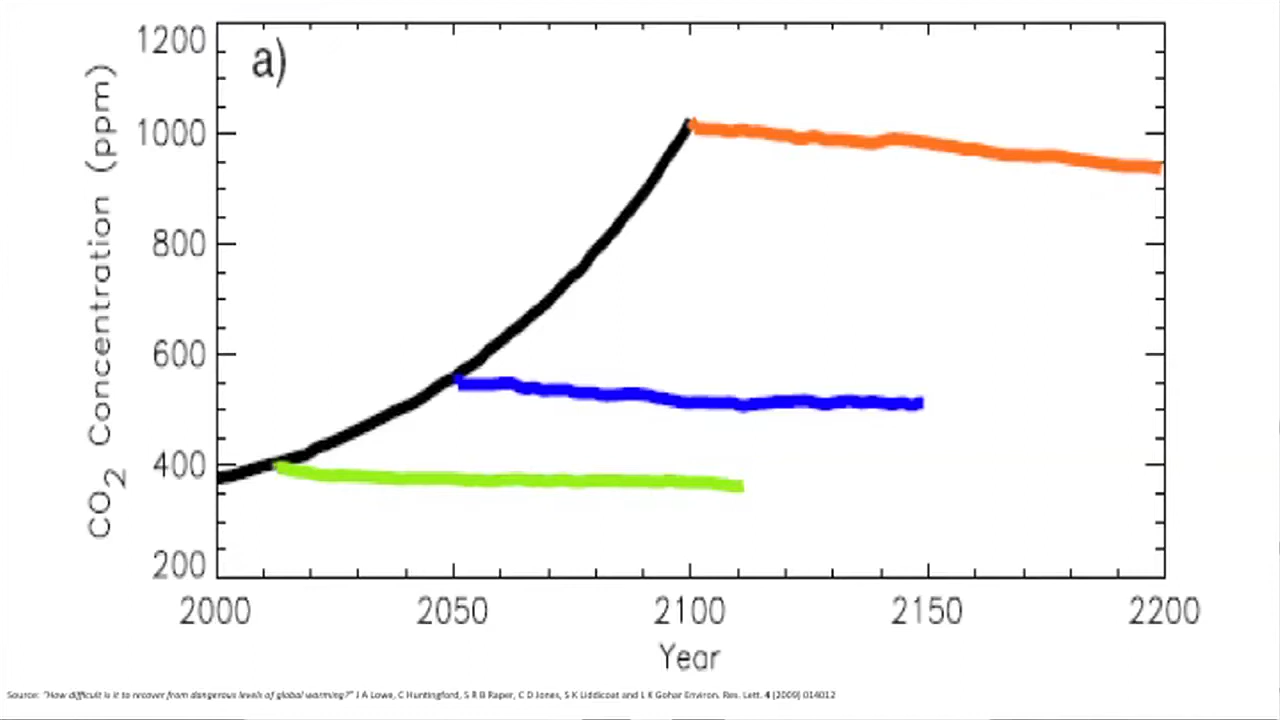 a)
1200
1000
800
600
400
200
CO2 Concentration (ppm)
2000 2050 2100 2150 2200
Year
Source: "How difficult is it to recover from dangerous levels of global warming?" J A Lowe, C Huntingford, S R B Raper, C D Jones, S K Liddicoat and L K Gohar Environ. Res. Lett. 4 (2009) 014012